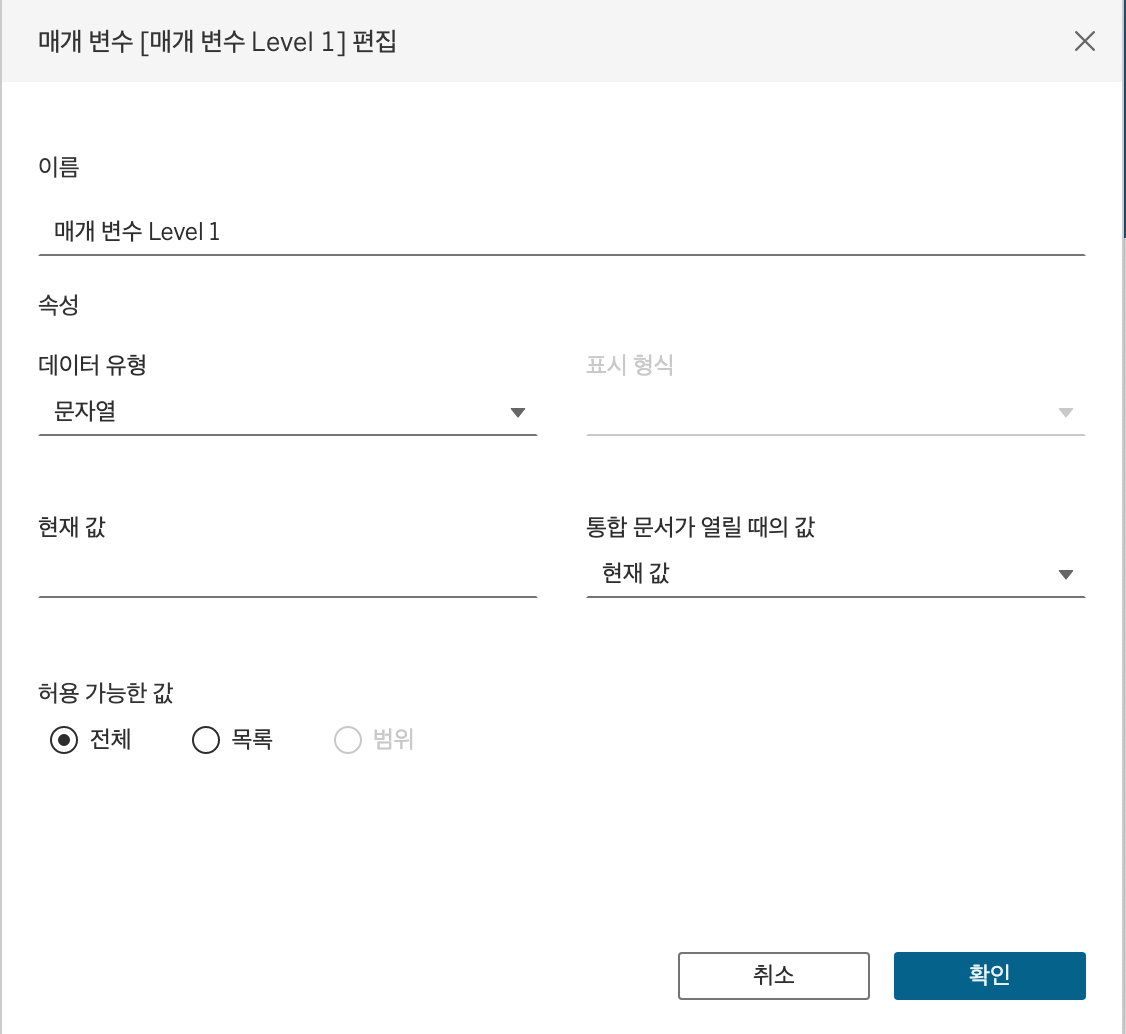 매개 변수 [매개 변수 Level 1] 편집
이름
매개 변수 Level 1
속성
데이터 유형
표시 형식
문자열
현재 값
통합 문서가 열릴 때의 값
현재 값
허용 가능한 값
전체 목록 범위
취소 확인